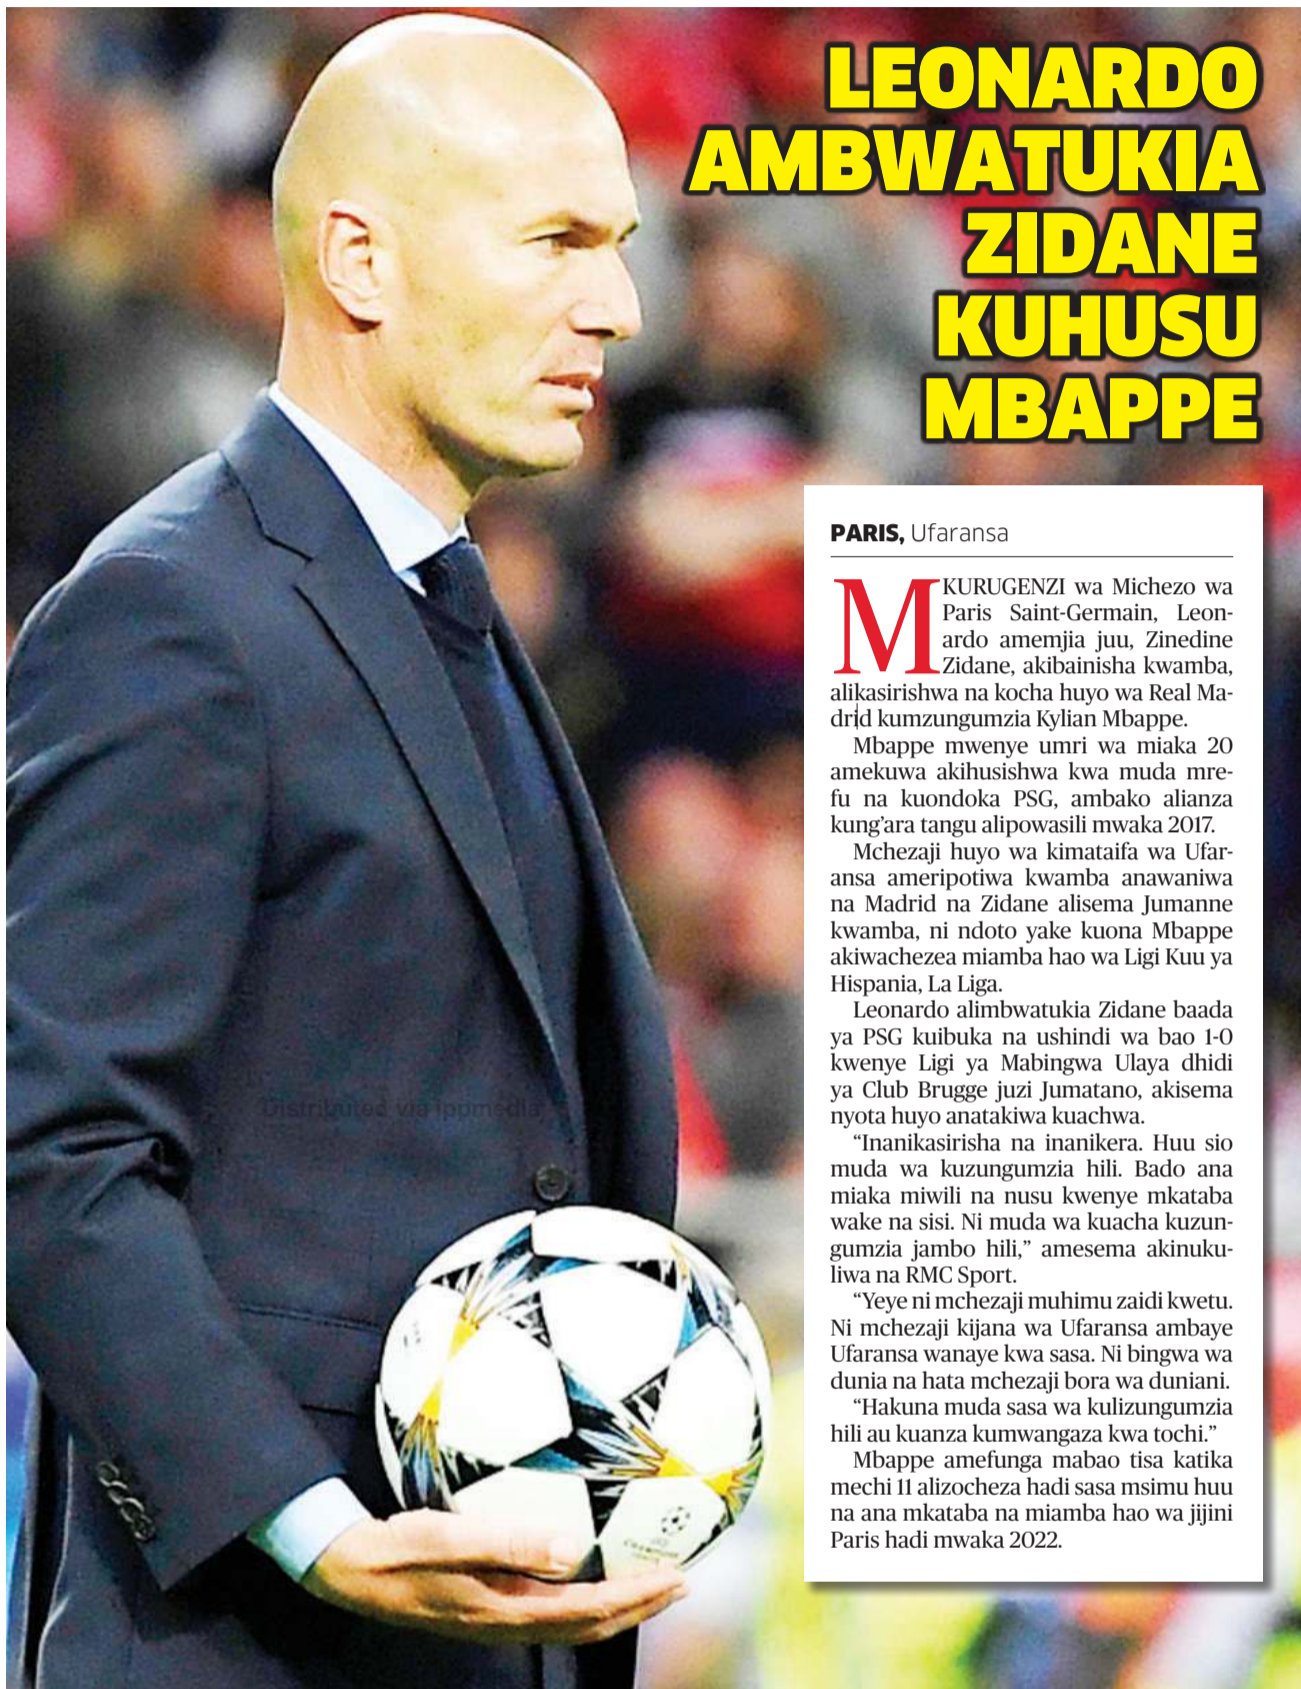 LEONARDO
AMBWATUKIA
ZIDANE
KUHUSU
MBAPPE
PARIS, Ufaransa
MKURUGENZI wa Michezo wa
Paris Saint-Germain, Leon-
ardo amemjia juu, Zinedine
Zidane, akibainisha kwamba,
alikasirishwa na kocha huyo wa Real Ma-
drid kumzungumzia Kylian Mbappe.
Mbappe mwenye umri wa miaka 20
amekuwa akihusishwa kwa muda mre-
fu na kuondoka PSG, ambako alianza
kung'ara tangu alipowasili mwaka 2017.
Mchezaji huyo wa kimataifa wa Ufar-
ansa ameripotiwa kwamba anawaniwa
na Madrid na Zidane alisema Jumanne
kwamba, ni ndoto yake kuona Mbappe
akiwachezea miamba hao wa Ligi Kuu ya
Hispania, La Liga.
Leonardo alimbwatukia Zidane baada
ya PSG kuibuka na ushindi wa bao 1-0
kwenye Ligi ya Mabingwa Ulaya dhidi
ya Club Brugge juzi Jumatano, akisema
nyota huyo anatakiwa kuachwa.
“Inanikasirisha na inanikera. Huu sio
muda wa kuzungumzia hili. Bado ana
miaka miwili na nusu kwenye mkataba
wake na sisi. Ni muda wa kuacha kuzun-
gumzia jambo hili,” amesema akinuku-
liwa na RMC Sport.
“Yeye ni mchezaji muhimu zaidi kwetu.
Ni mchezaji kijana wa Ufaransa ambaye
Ufaransa wanaye kwa sasa. Ni bingwa wa
dunia na hata mchezaji bora wa duniani.
“Hakuna muda sasa wa kulizungumzia
hili au kuanza kumwangaza kwa tochi.”
Mbappe amefunga mabao tisa katika
mechi 11 alizocheza hadi sasa msimu huu
na ana mkataba na miamba hao wa jijini
Paris hadi mwaka 2022.
Distributed via ippmedia
CHAMPIONS